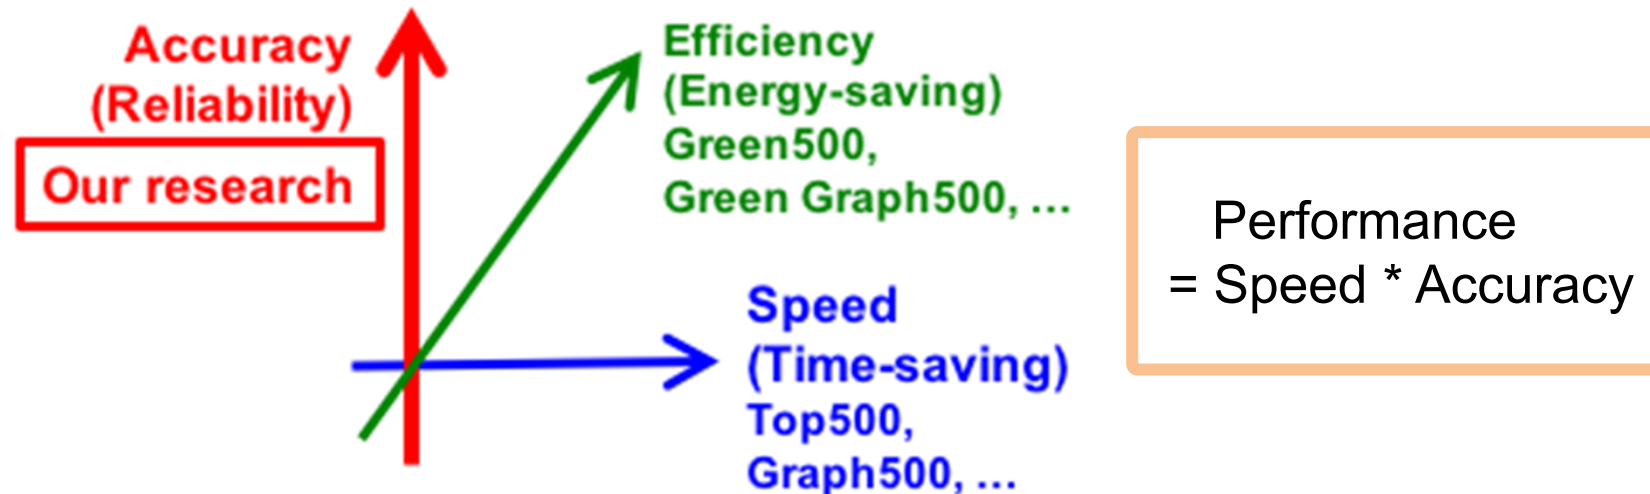 Accuracy
(Reliability)
Our research
Efficiency
(Energy-saving)
Green500,
Green Graph500, ...
Speed
(Time-saving)
Top500,
Graph500, ...
Performance
= Speed * Accuracy